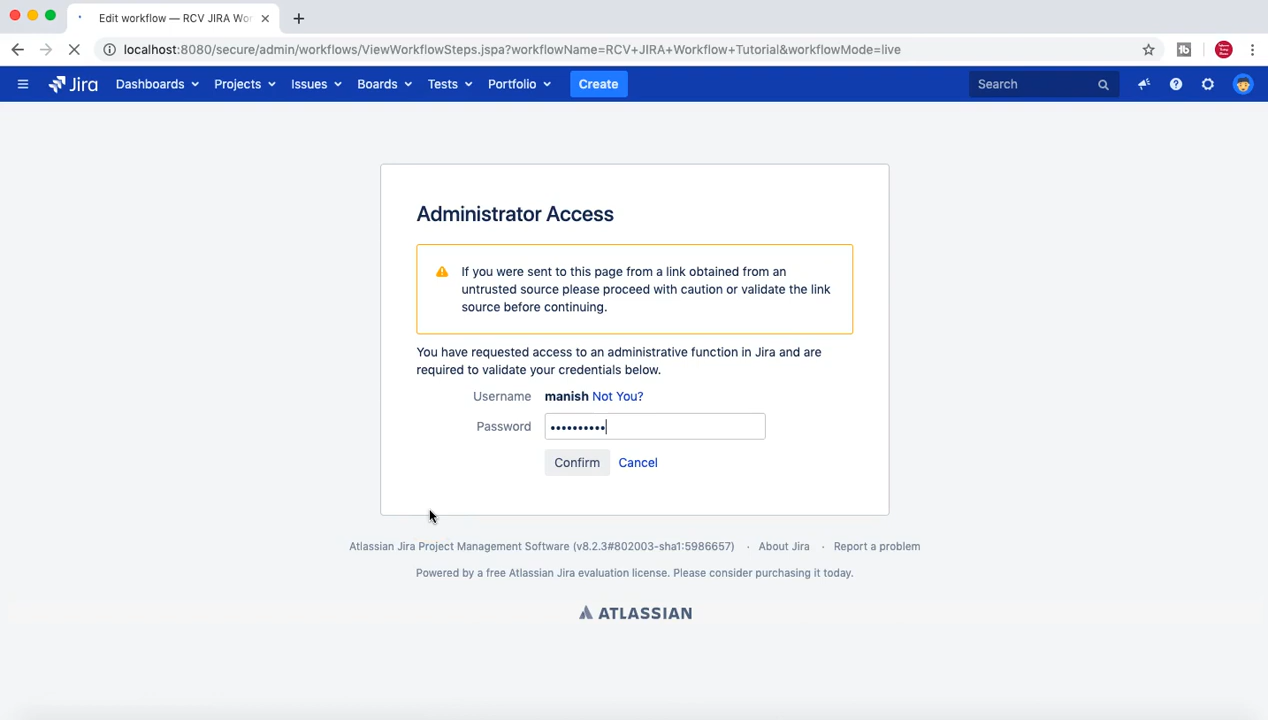 Edit workflow — RCV JIRA Wor
localhost:8080/secure/admin/workflows/ViewWorkflowSteps.jspa?workflowName=RCV+JIRA+Workflow+Tutorial&workflowMode=live
Jira Dashboards Projects Issues Boards Tests Portfolio Create Search
Administrator Access
If you were sent to this page from a link obtained from an
untrusted source please proceed with caution or validate the link
source before continuing.
You have requested access to an administrative function in Jira and are
required to validate your credentials below.
Username manish Not You?
Password ••••••••••
Confirm Cancel
Atlassian Jira Project Management Software (v8.2.3#802003-sha1:5986657) · About Jira · Report a problem
Powered by a free Atlassian Jira evaluation license. Please consider purchasing it today.
ATLASSIAN